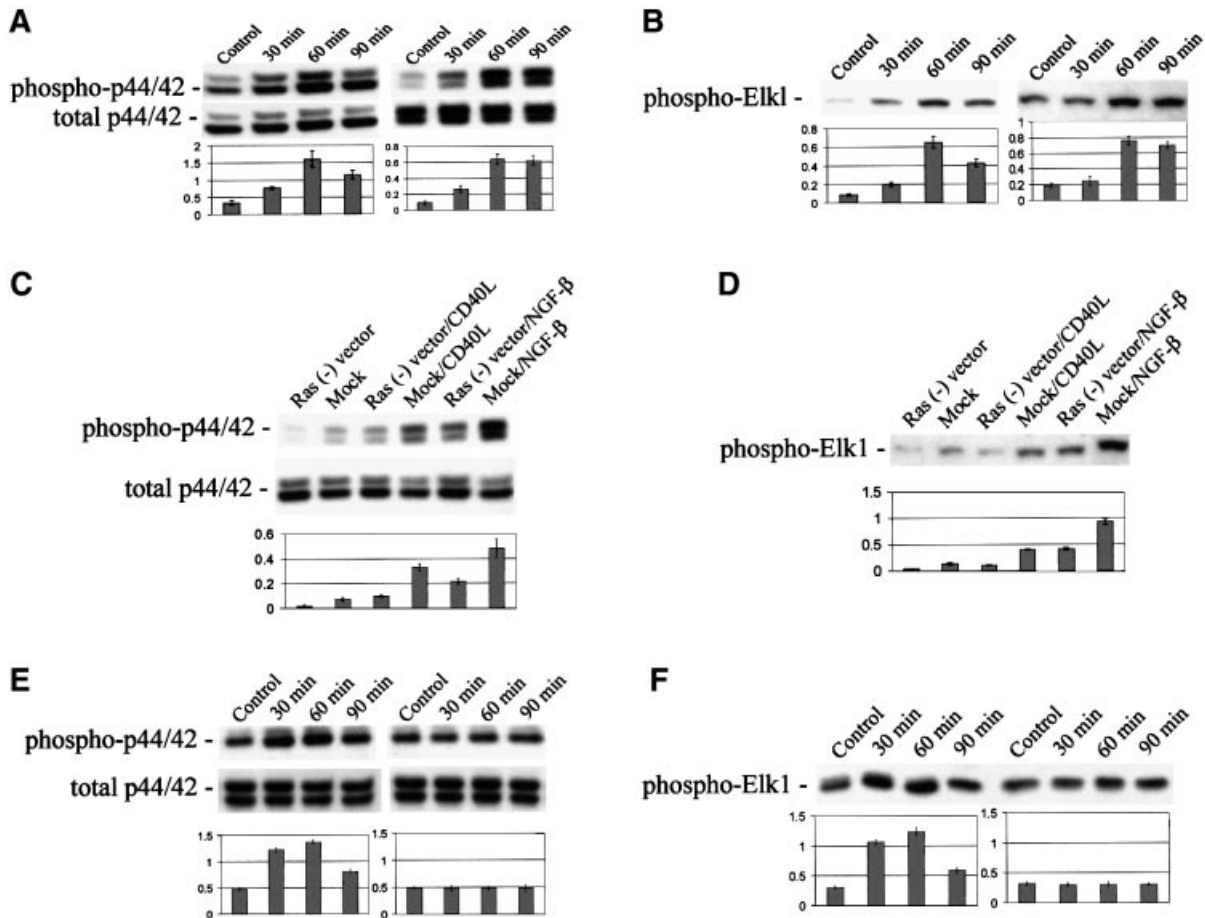 A
Control 30 min 60 min 90 min Control 30 min 60 min 90 min
phospho-p44/42 -
total p44/42 -
2
1.5
1
0.5
0
0.8
0.6
0.4
0.2
0
B
Control 30 min 60 min 90 min Control 30 min 60 min 90 min
phospho-Elkl -
0.8
0.6
0.4
0.2
0
1
0.8
0.6
0.4
0.2
0
C
Ras (-) vector
Mock
Ras (-) vector/CD40L
Mock/CD40L
Ras (-) vector/NGF-β
Mock/NGF-β
phospho-p44/42 -
total p44/42 -
0.6
0.4
0.2
0
D
Ras (-) vector
Mock
Ras (-) vector/CD40L
Mock/CD40L
Ras (-) vector/NGF-β
Mock/NGF-β
phospho-Elk1 -
1.5
1
0.5
0
E
Control 30 min 60 min 90 min Control 30 min 60 min 90 min
phospho-p44/42 -
total p44/42 -
1.5
1
0.5
0
1.5
1
0.5
0
F
Control 30 min 60 min 90 min Control 30 min 60 min 90 min
phospho-Elk1 -
1.5
1
0.5
0
1.5
1
0.5
0